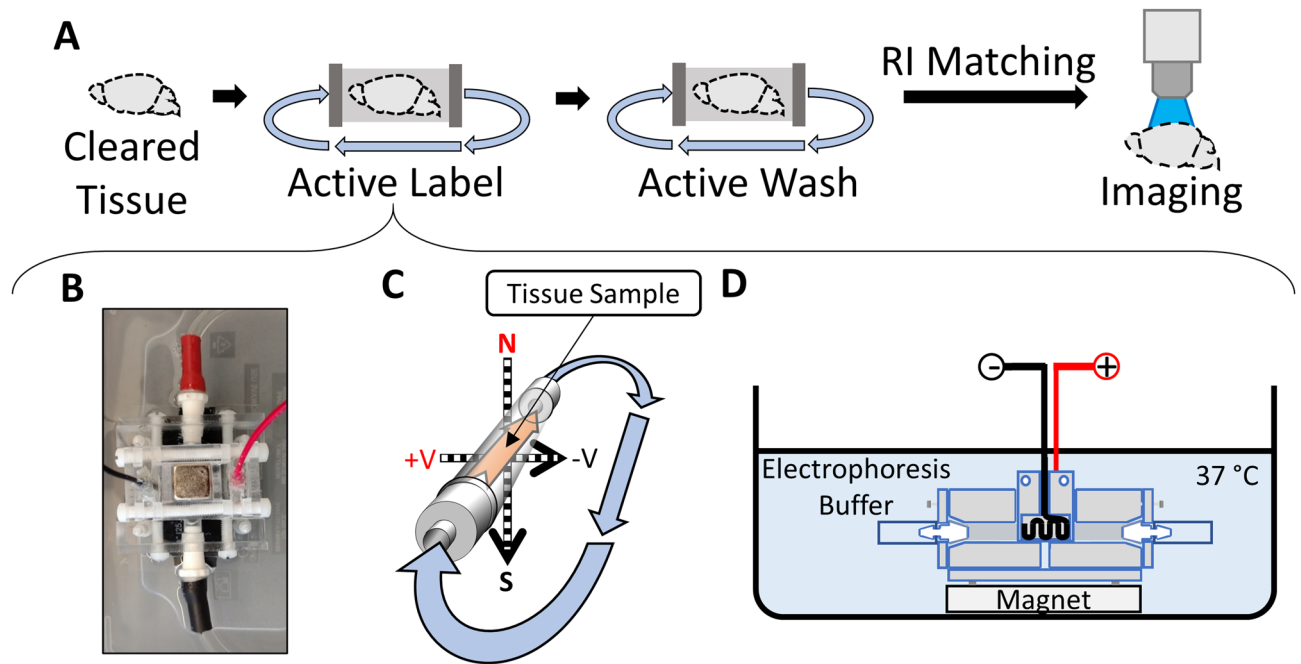 A
Cleared
Tissue
Active Label
Active Wash
RI Matching
Imaging
B
C
Tissue Sample
N
+V
-V
S
D
-
+
Electrophoresis
Buffer
37 °C
Magnet